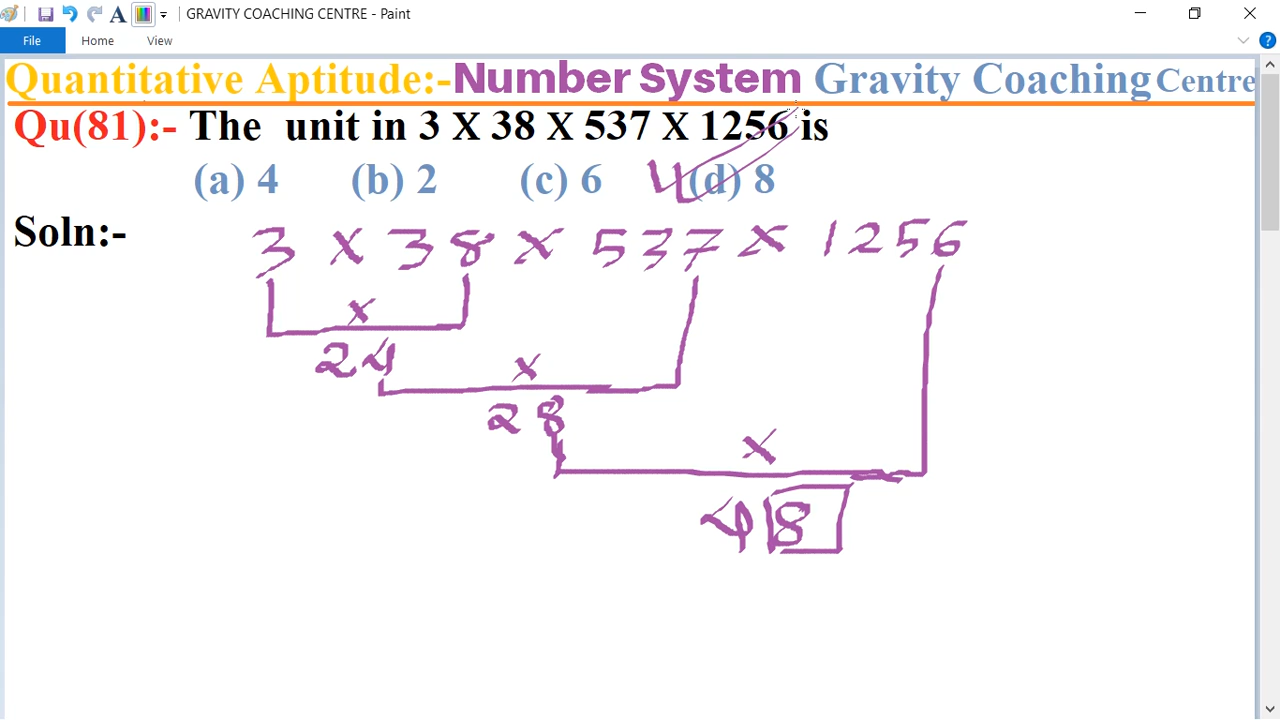 GRAVITY COACHING CENTRE - Paint
File Home View
Quantitative Aptitude:-Number System Gravity Coaching Centre
Qu(81):- The unit in 3 X 38 X 537 X 1256 is
(a) 4 (b) 2 (c) 6 (d) 8
Soln:- 3 X 38 X 537 X 1256
X
24
X
28
X
48